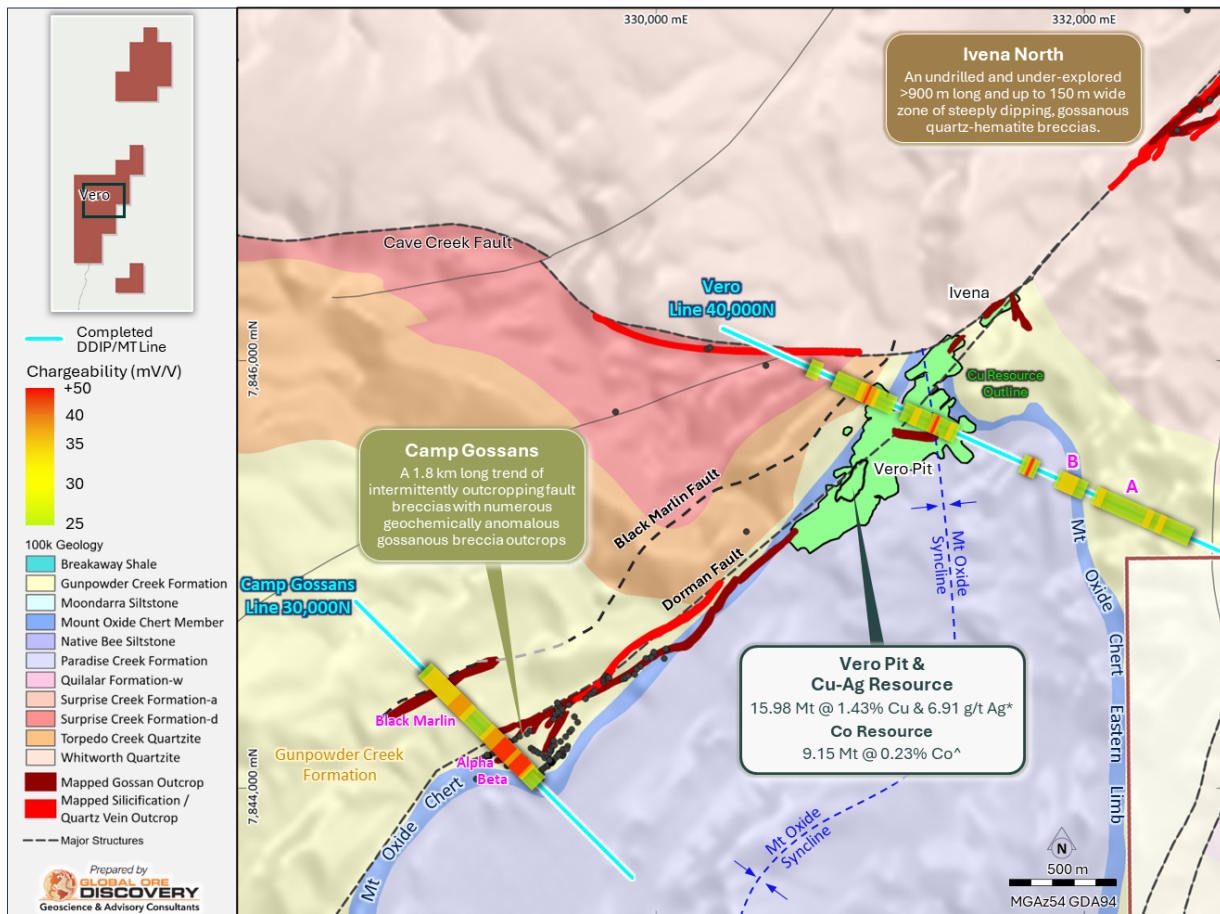 Vero
Completed
DDIP/MT Line
Chargeability (mV/V)
+50
40
35
30
25
100k Geology
Breakaway Shale
Gunpowder Creek Formation
Moondarra Siltstone
Mount Oxide Chert Member
Native Bee Siltstone
Paradise Creek Formation
Quilalar Formation-w
Surprise Creek Formation-a
Surprise Creek Formation-d
Torpedo Creek Quartzite
Whitworth Quartzite
Mapped Gossan Outcrop
Mapped Silicification /
Quartz Vein Outcrop
Major Structures
Prepared by
GLOBAL ORE
DISCOVERY
Geoscience & Advisory Consultants
330,000 mE
332,000 mE
7,846,000 mN
7,844,000 mN
Ivena North
An undrilled and under-explored
>900 m long and up to 150 m wide
zone of steeply dipping, gossanous
quartz-hematite breccias.
Cave Creek Fault
Vero
Line 40,000N
Ivena
Cu Resource
Outline
Camp Gossans
A 1.8 km long trend of
intermittently outcropping fault
breccias with numerous
geochemically anomalous
gossanous breccia outcrops
Vero Pit
B
A
Black Marlin Fault
Dorman Fault
Mt Oxide
Syncline
Mt Oxide Chert Eastern Limb
Camp Gossans
Line 30,000N
Vero Pit &
Cu-Ag Resource
15.98 Mt @ 1.43% Cu & 6.91 g/t Ag*
Co Resource
9.15 Mt @ 0.23% Co^
Black Marlin
Gunpowder Creek
Formation
Alpha
Beta
Mt Oxide Chert
Mt Oxide
Syncline
N
500 m
MGAz54 GDA94